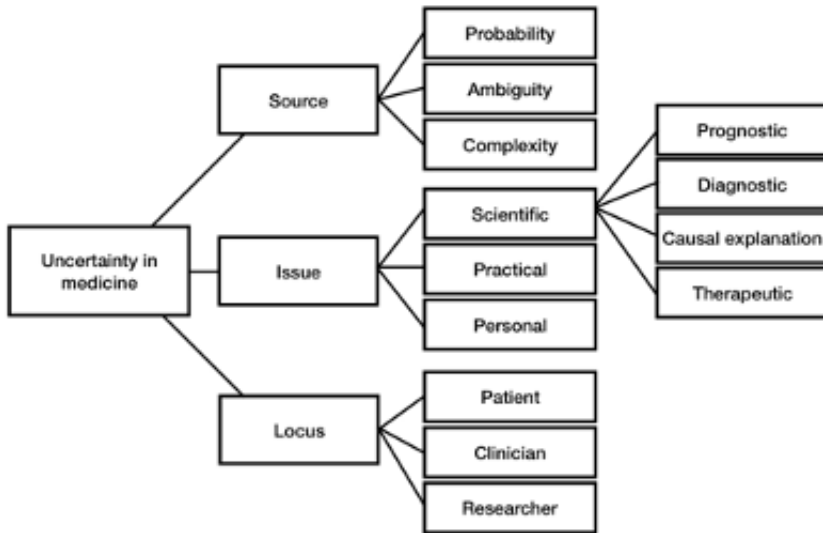 Uncertainty in
medicine
Source
Probability
Ambiguity
Complexity
Issue
Scientific
Prognostic
Diagnostic
Causal explanation
Therapeutic
Practical
Personal
Locus
Patient
Clinician
Researcher